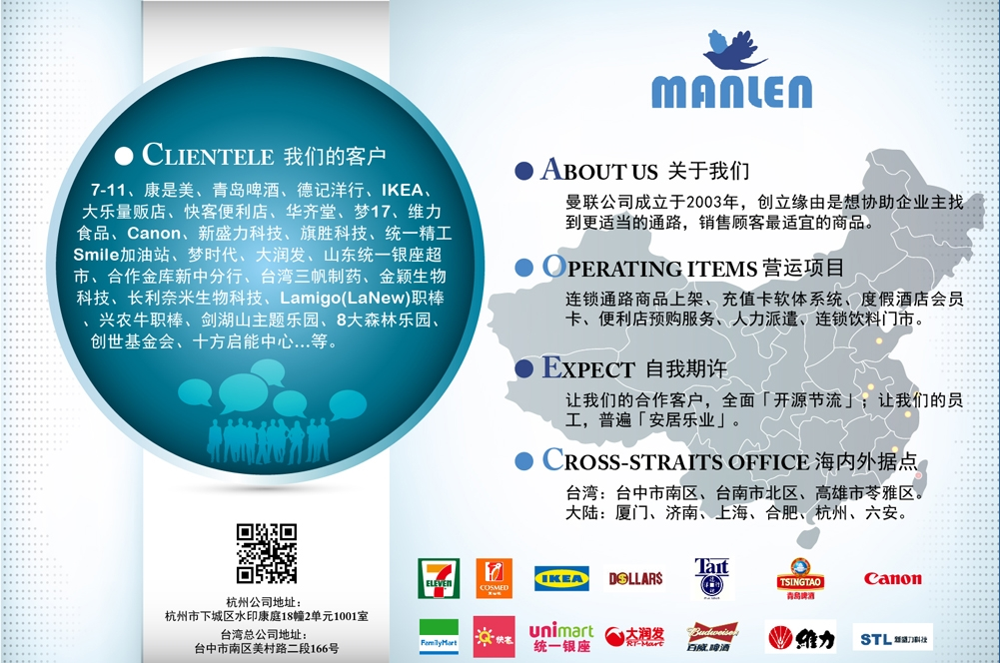 CLIENTELE 我们的客户
7-11、康是美、青岛啤酒、德记洋行、IKEA、
大乐量贩店、快客便利店、华齐堂、梦17、维力
食品、Canon、新盛力科技、旗胜科技、统一精工
Smile加油站、梦时代、大润发、山东统一银座超
市、合作金库新中分行、台湾三帆制药、金颖生物
科技、长利奈米生物科技、Lamigo(LaNew)职棒
、兴农牛职棒、剑湖山主题乐园、8大森林乐园、
创世基金会、十方启能中心...等。
杭州公司地址:
杭州市下城区水印康庭18幢2单元1001室
台湾总公司地址:
台中市南区美村路二段166号
MANLEN
ABOUT US 关于我们
曼联公司成立于2003年，创立缘由是想协助企业主找
到更适当的通路，销售顾客最适宜的商品。
OPERATING ITEMS 营运项目
连锁通路商品上架、充值卡软体系统、度假酒店会员
卡、便利店预购服务、人力派遣、连锁饮料门市。
EXPECT 自我期许
让我们的合作客户，全面「开源节流」；让我们的员
工，普遍「安居乐业」。
CROSS-STRAITS OFFICE 海内外据点
台湾：台中市南区、台南市北区、高雄市苓雅区。
大陆：厦门、济南、上海、合肥、杭州、六安。
7 ELEVEN
COSMED
IKEA
DOLLARS
Tait
TSINGTAO
青岛啤酒
Canon
FamilyMart
快客
unimart
统一银座
大润发
RT-Mart
Budweiser
百威啤酒
维力
STL 新盛力科技